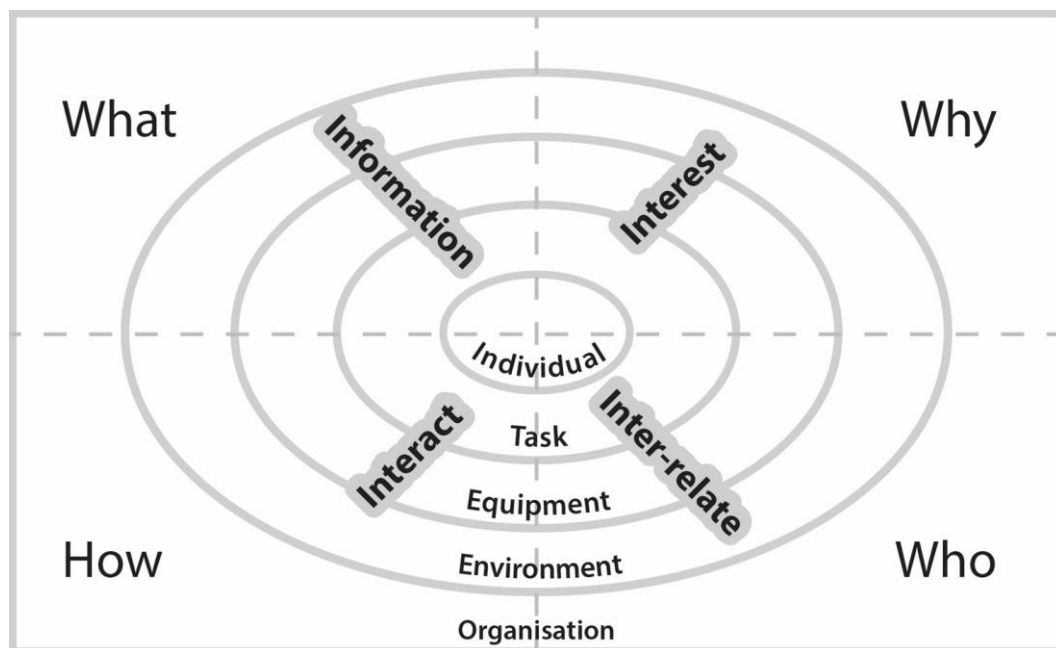 What
Why
Information
Interest
Individual
Interact
Task
Inter-relate
Equipment
How
Environment
Who
Organisation